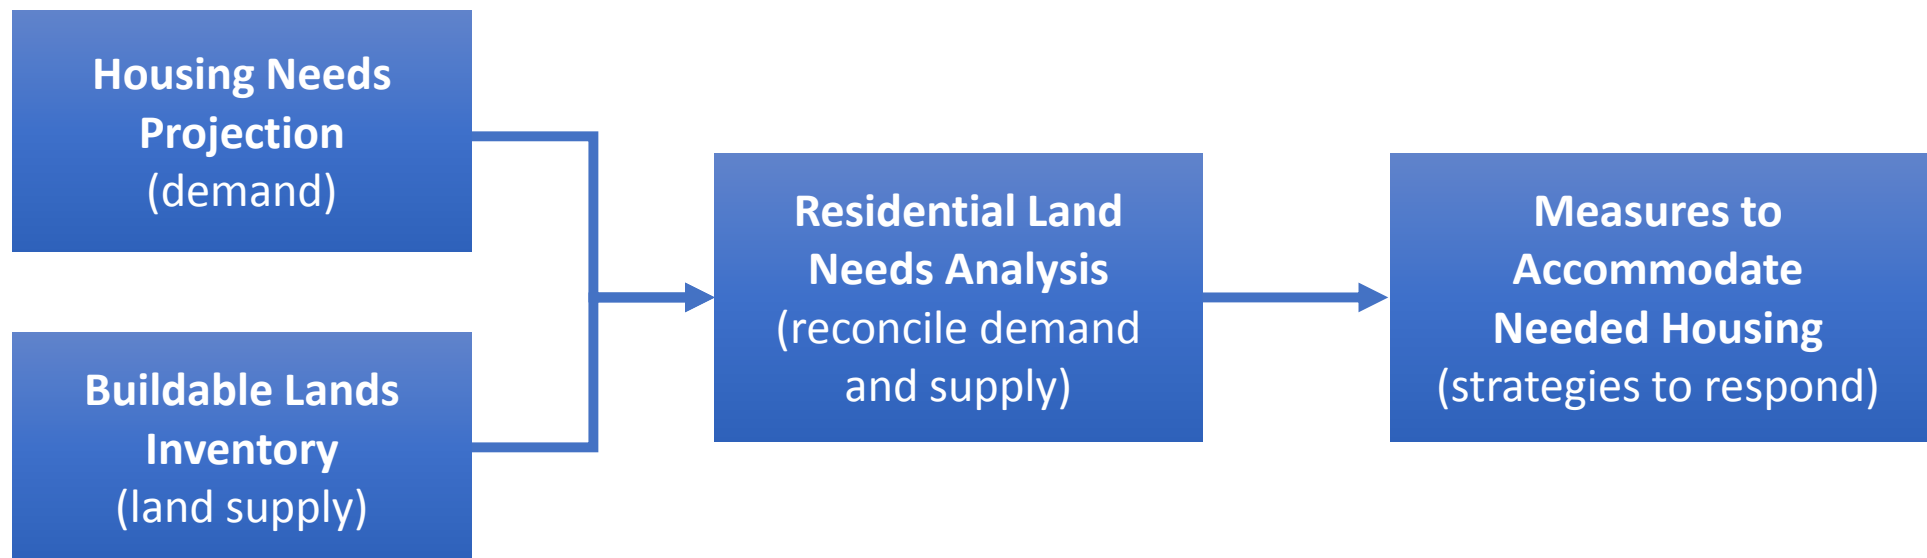 Housing Needs
Projection
(demand)
Buildable Lands
Inventory
(land supply)
Residential Land
Needs Analysis
(reconcile demand
and supply)
Measures to
Accommodate
Needed Housing
(strategies to respond)